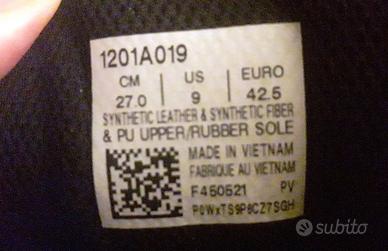 1201A019
CM US EURO
27.0 9 42.5
SYNTHETIC LEATHER & SYNTHETIC FIBER
& PU UPPER/RUBBER SOLE
MADE IN VIETNAM
FABRIQUE AU VIETNAM
F450521 PV
P0WxTS9P8CZ7SGH
subito